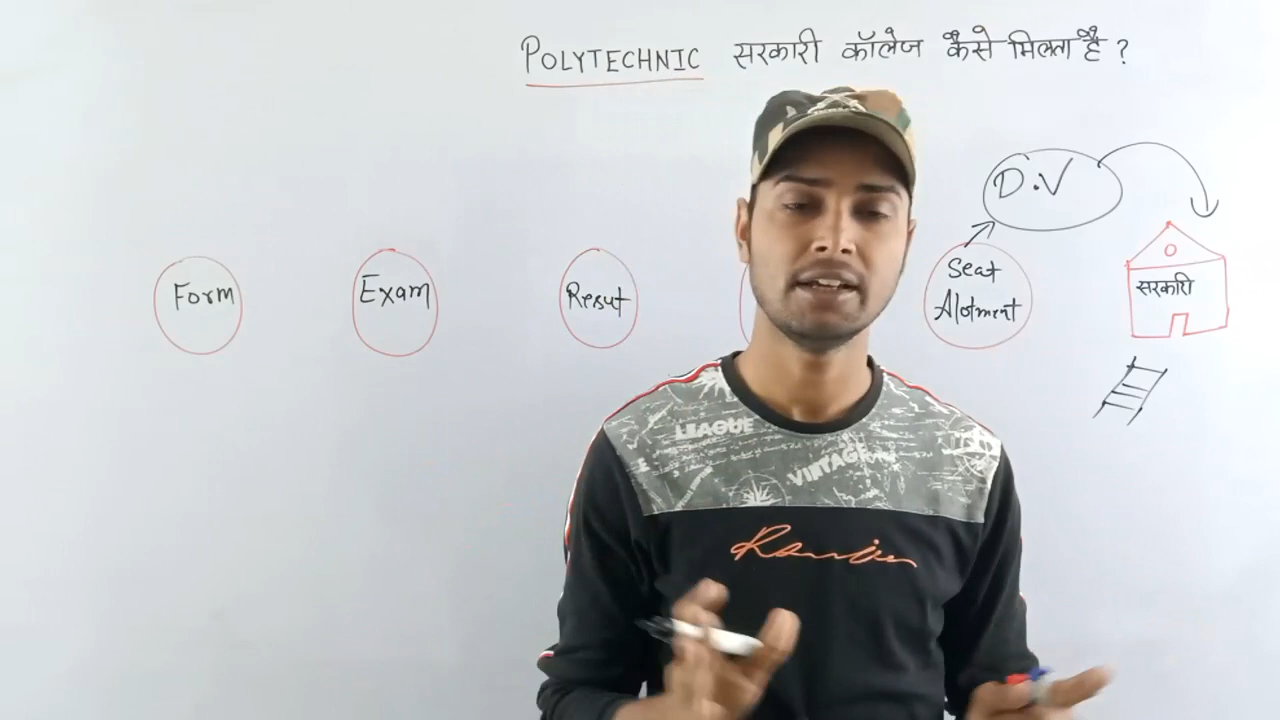 POLYTECHNIC सरकारी कॉलेज कैसे मिलता है ?
D.V
Form
Exam
Resut
Seat
Alotment
सरकारी
LEAGUE
VINTAGE